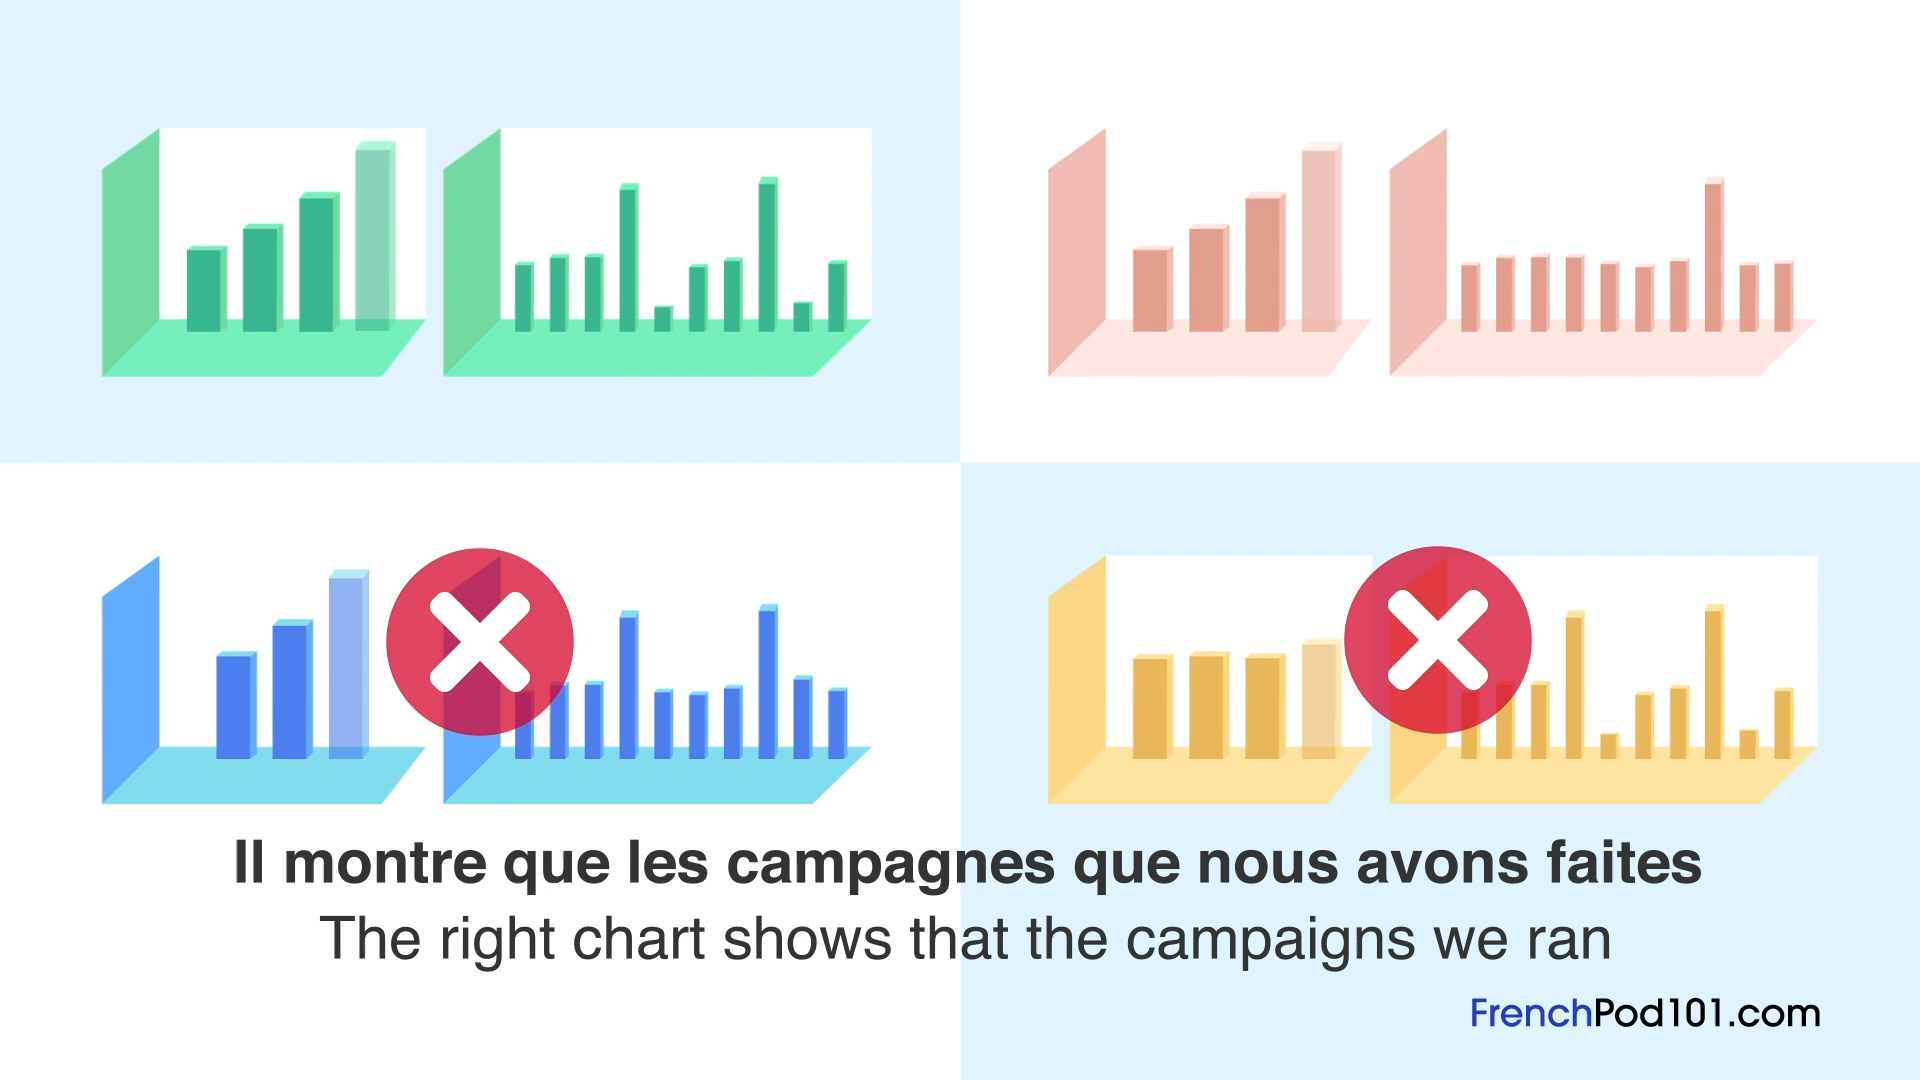 Il montre que les campagnes que nous avons faites
The right chart shows that the campaigns we ran
FrenchPod101.com